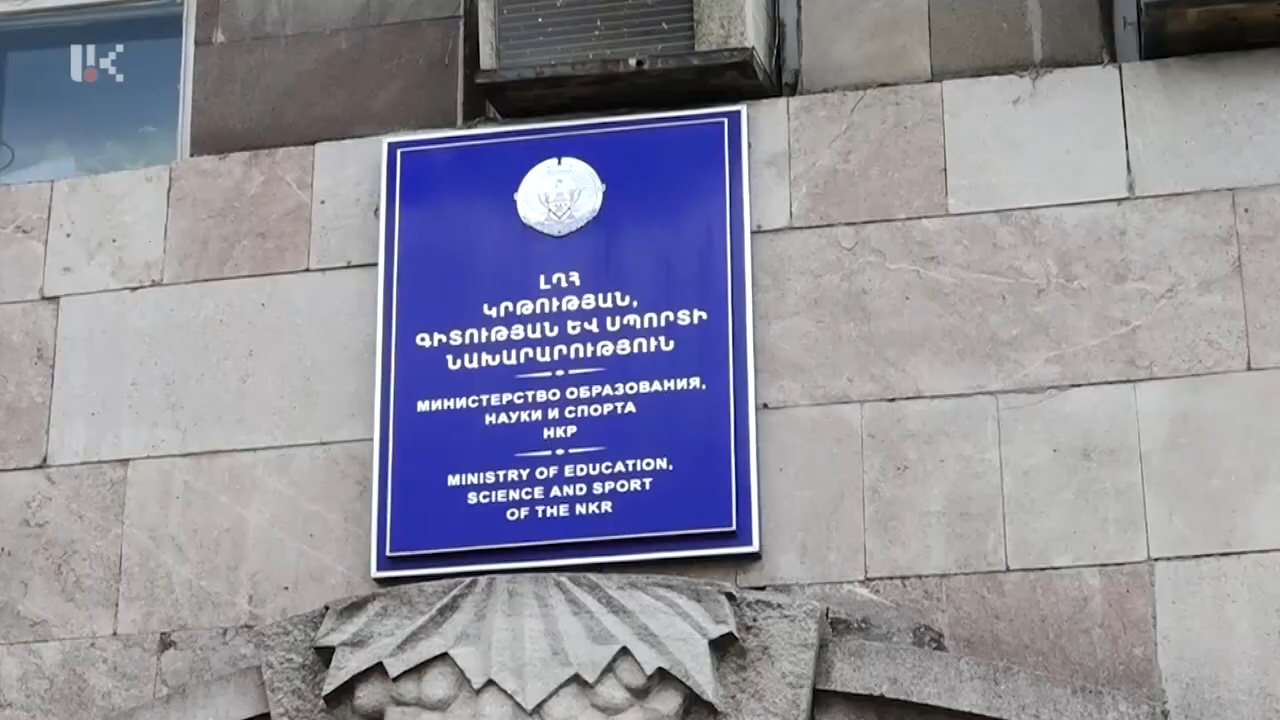 ԼՂՀ
ԿՐԹՈՒԹՅԱՆ,
ԳԻՏՈՒԹՅԱՆ ԵՎ ՍՊՈՐՏԻ
ՆԱԽԱՐԱՐՈՒԹՅՈՒՆ
МИНИСТЕРСТВО ОБРАЗОВАНИЯ,
НАУКИ И СПОРТА
НКР
MINISTRY OF EDUCATION,
SCIENCE AND SPORT
OF THE NKR